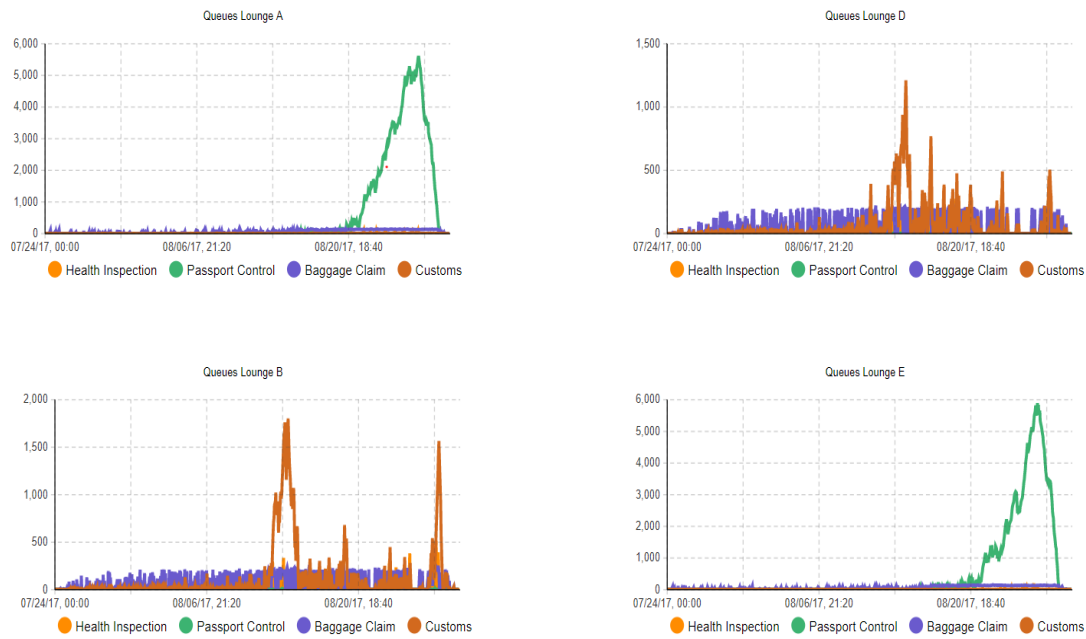 Queues Lounge A
6,000
5,000
4,000
3,000
2,000
1,000
0
07/24/17, 00:00 08/06/17, 21:20 08/20/17, 18:40
Health Inspection Passport Control Baggage Claim Customs
Queues Lounge D
1,500
1,000
500
0
07/24/17, 00:00 08/06/17, 21:20 08/20/17, 18:40
Health Inspection Passport Control Baggage Claim Customs
Queues Lounge B
2,000
1,500
1,000
500
0
07/24/17, 00:00 08/06/17, 21:20 08/20/17, 18:40
Health Inspection Passport Control Baggage Claim Customs
Queues Lounge E
6,000
5,000
4,000
3,000
2,000
1,000
0
07/24/17, 00:00 08/06/17, 21:20 08/20/17, 18:40
Health Inspection Passport Control Baggage Claim Customs